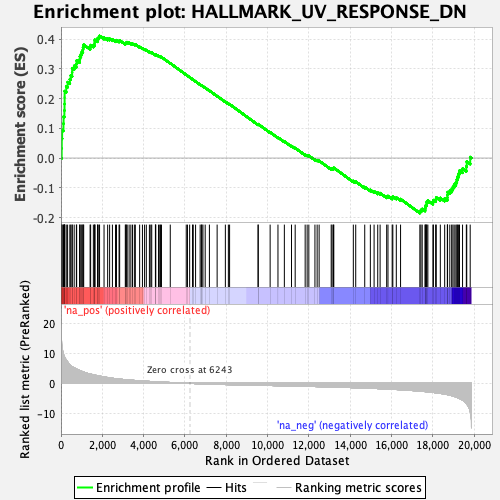 Enrichment plot: HALLMARK_UV_RESPONSE_DN
Enrichment score (ES)
0.4
0.3
0.2
0.1
0.0
-0.1
-0.2
'na_pos' (positively correlated)
Ranked list metric (PreRanked)
20
10
0
-10
Zero cross at 6243
'na_neg' (negatively correlated)
0
2,000
4,000
6,000
8,000
10,000
12,000
14,000
16,000
18,000
20,000
Rank in Ordered Dataset
Enrichment profile
Hits
Ranking metric scores